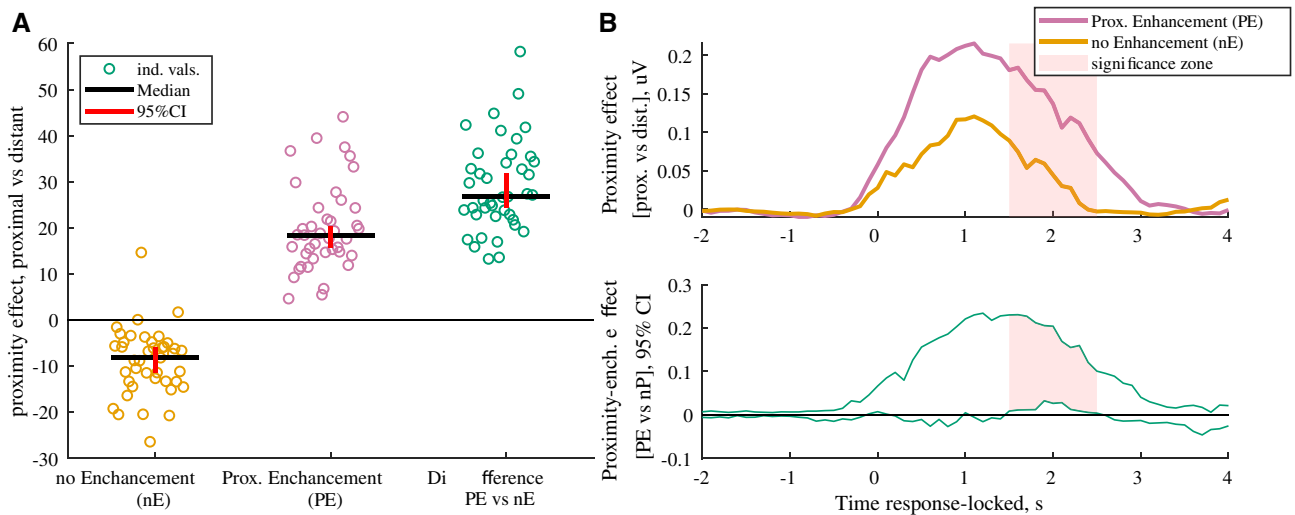 A
proximity effect, proximal vs distant
60
50
40
30
20
10
0
-10
-20
-30
ind. vals.
Median
95%CI
no Enchancement
(nE)
Prox. Enchancement
(PE)
Di fference
PE vs nE
B
Prox. Enhancement (PE)
no Enhancement (nE)
significance zone
Proximity effect
[prox. vs dist.], uV
0.2
0.15
0.1
0.05
0
-2 -1 0 1 2 3 4
Proximity-ench. e ffect
[PE vs nP], 95% CI
0.3
0.2
0.1
0
-0.1
-2 -1 0 1 2 3 4
Time response-locked, s